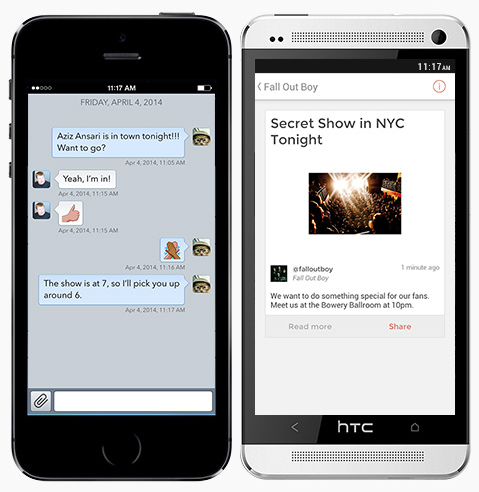 11:17 AM
FRIDAY, APRIL 4, 2014
Aziz Ansari is in town tonight!!!
Want to go?
Apr 4, 2014, 11:05 AM
Yeah, I'm in!
Apr 4, 2014, 11:15 AM
Apr 4, 2014, 11:15 AM
Apr 4, 2014, 11:16 AM
The show is at 7, so I'll pick you up
around 6.
Apr 4, 2014, 11:17 AM
11:17 AM
Fall Out Boy
Secret Show in NYC
Tonight
@falloutboy
1 minute ago
Fall Out Boy
We want to do something special for our fans.
Meet us at the Bowery Ballroom at 10pm.
Read more
Share
hTC